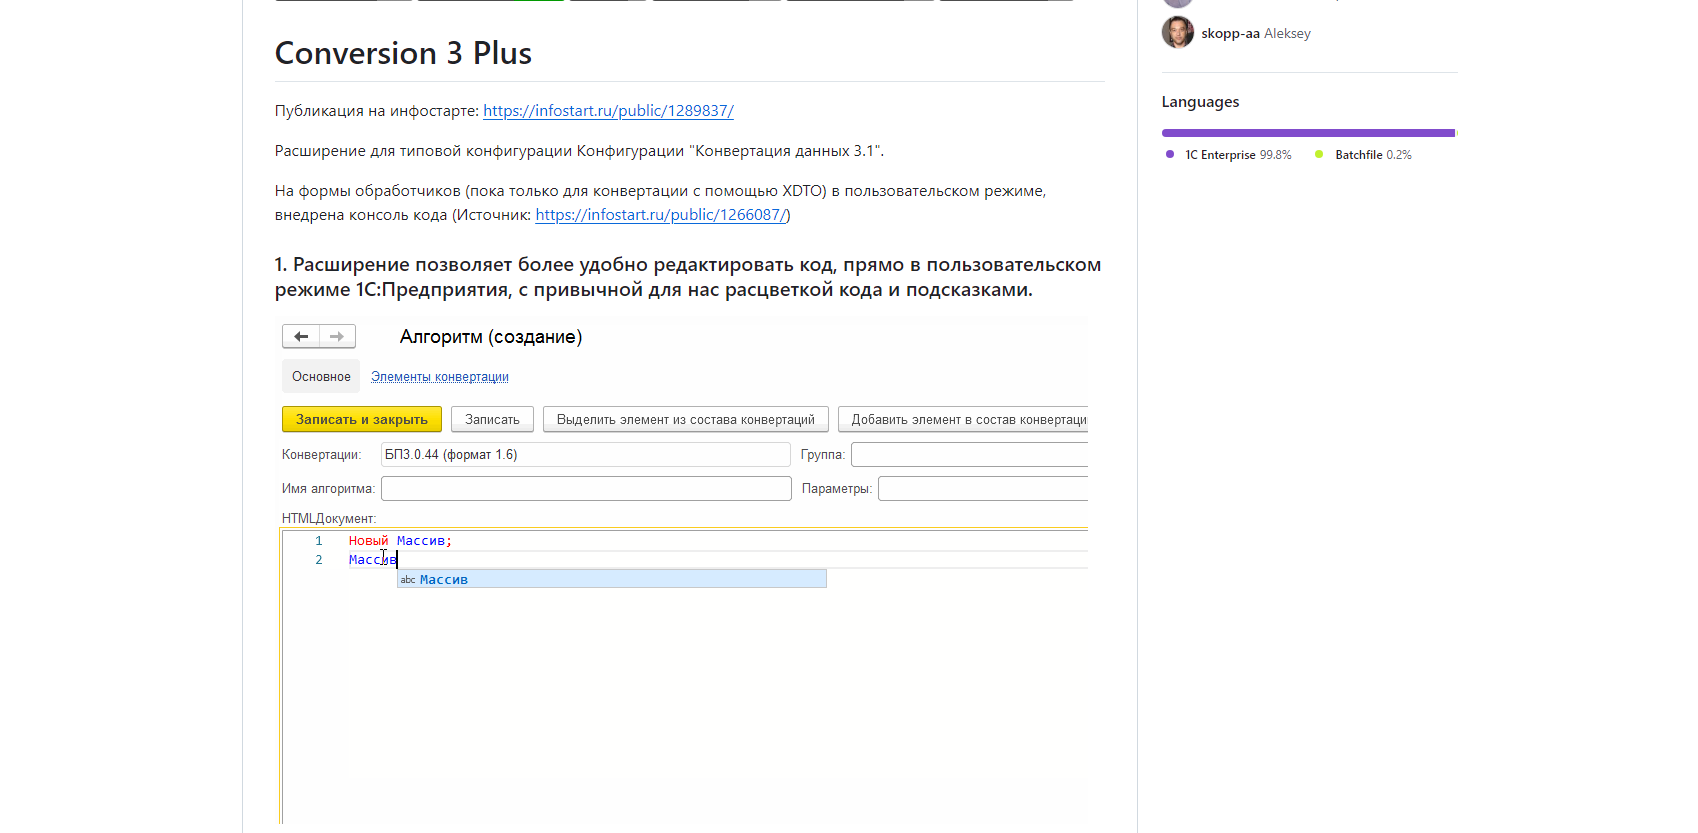 Conversion 3 Plus
Публикация на инфостарте: https://infostart.ru/public/1289837/
Расширение для типовой конфигурации Конфигурации "Конвертация данных 3.1".
На формы обработчиков (пока только для конвертации с помощью XDTO) в пользовательском режиме,
внедрена консоль кода (Источник: https://infostart.ru/public/1266087/)
1. Расширение позволяет более удобно редактировать код, прямо в пользовательском
режиме 1С:Предприятия, с привычной для нас расцветкой кода и подсказками.
Алгоритм (создание)
Основное Элементы конвертации
Записать и закрыть Записать Выделить элемент из состава конвертаций Добавить элемент в состав конвертаци
Конвертации: БП3.0.44 (формат 1.6) Группа:
Имя алгоритма: Параметры:
HTMLДокумент:
1 Новый Массив;
2 Массив
abc Массив
skopp-aa Aleksey
Languages
1C Enterprise 99.8% Batchfile 0.2%